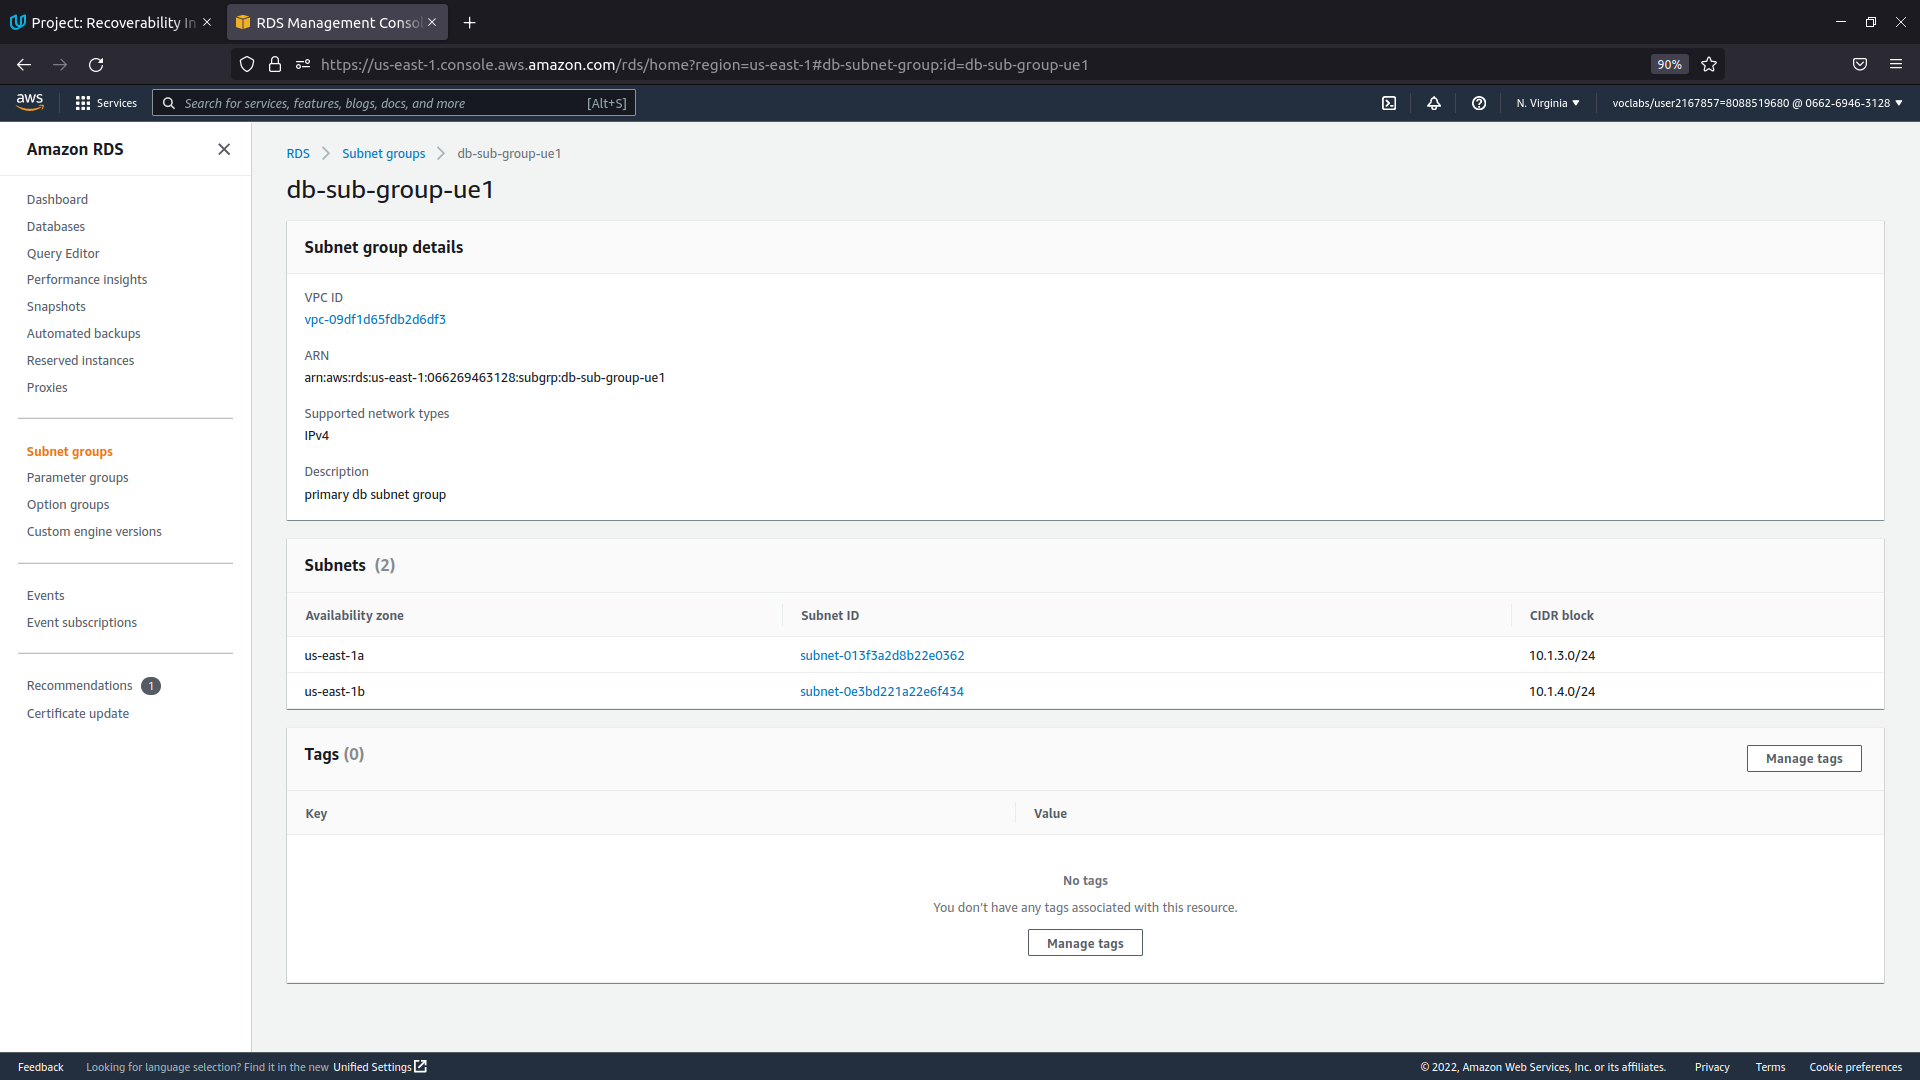 Project: Recoverability In
RDS Management Consol
https://us-east-1.console.aws.amazon.com/rds/home?region=us-east-1#db-subnet-group:id=db-sub-group-ue1
90%
aws
Services
Search for services, features, blogs, docs, and more
[Alt+S]
N. Virginia
voclabs/user2167857=8088519680 @ 0662-6946-3128
Amazon RDS
Dashboard
Databases
Query Editor
Performance insights
Snapshots
Automated backups
Reserved instances
Proxies
Subnet groups
Parameter groups
Option groups
Custom engine versions
Events
Event subscriptions
Recommendations 1
Certificate update
RDS
Subnet groups
db-sub-group-ue1
db-sub-group-ue1
Subnet group details
VPC ID
vpc-09df1d65fdb2d6df3
ARN
arn:aws:rds:us-east-1:066269463128:subgrp:db-sub-group-ue1
Supported network types
IPv4
Description
primary db subnet group
Subnets (2)
Availability zone Subnet ID CIDR block
us-east-1a subnet-013f3a2d8b22e0362 10.1.3.0/24
us-east-1b subnet-0e3bd221a22e6f434 10.1.4.0/24
Tags (0)
Manage tags
Key Value
No tags
You don't have any tags associated with this resource.
Manage tags
Feedback
Looking for language selection? Find it in the new Unified Settings
© 2022, Amazon Web Services, Inc. or its affiliates.
Privacy
Terms
Cookie preferences